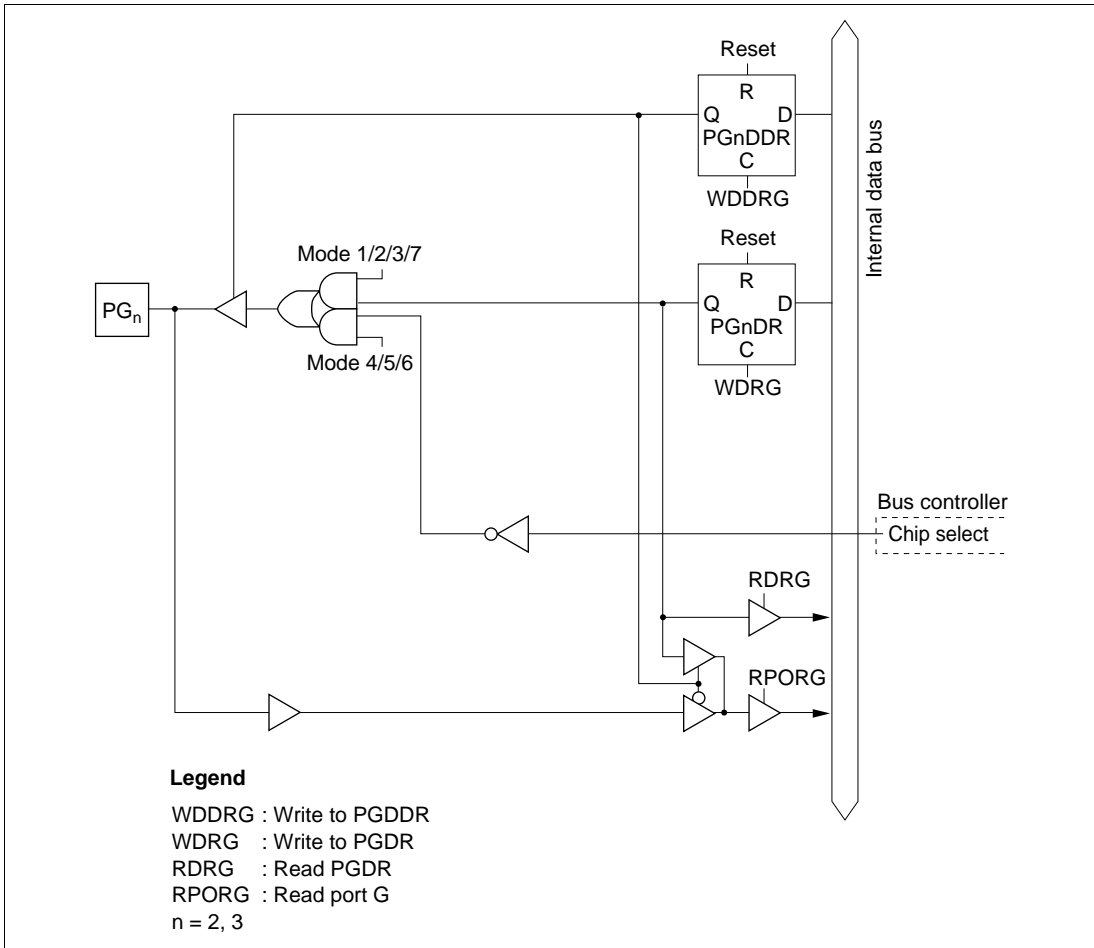 Reset
R
Q D
PGnDDR
C
WDDRG
Internal data bus
Reset
R
Mode 1/2/3/7
Q D
PGn
PGnDR
C
Mode 4/5/6
WDRG
Bus controller
Chip select
RDRG
RPORG
Legend
WDDRG : Write to PGDDR
WDRG : Write to PGDR
RDRG : Read PGDR
RPORG : Read port G
n = 2, 3